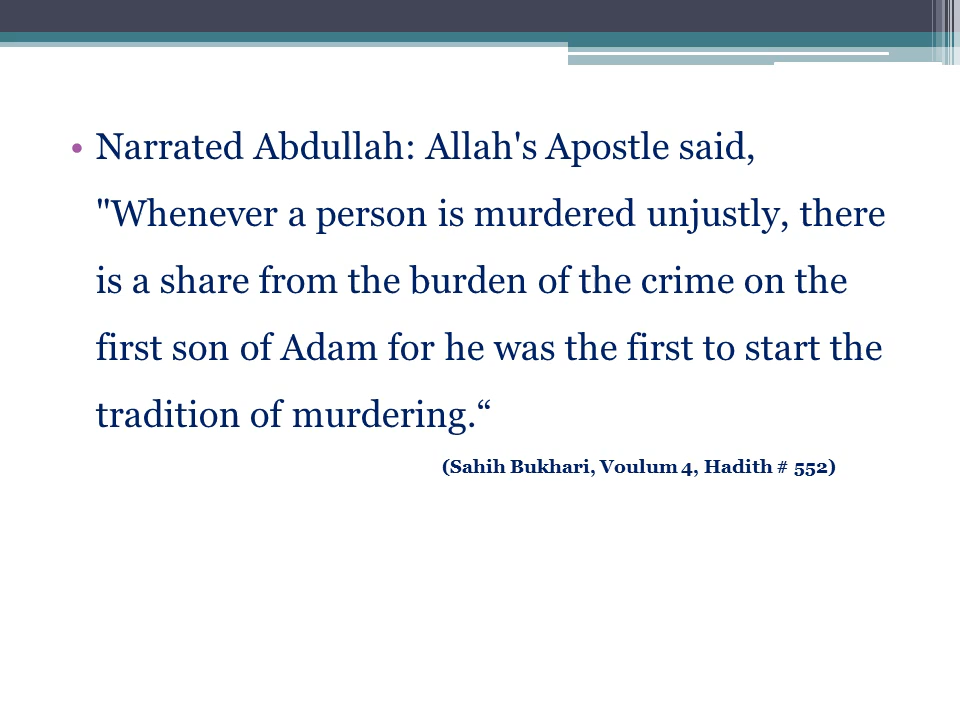 • Narrated Abdullah: Allah's Apostle said,
"Whenever a person is murdered unjustly, there
is a share from the burden of the crime on the
first son of Adam for he was the first to start the
tradition of murdering.“
(Sahih Bukhari, Voulum 4, Hadith # 552)